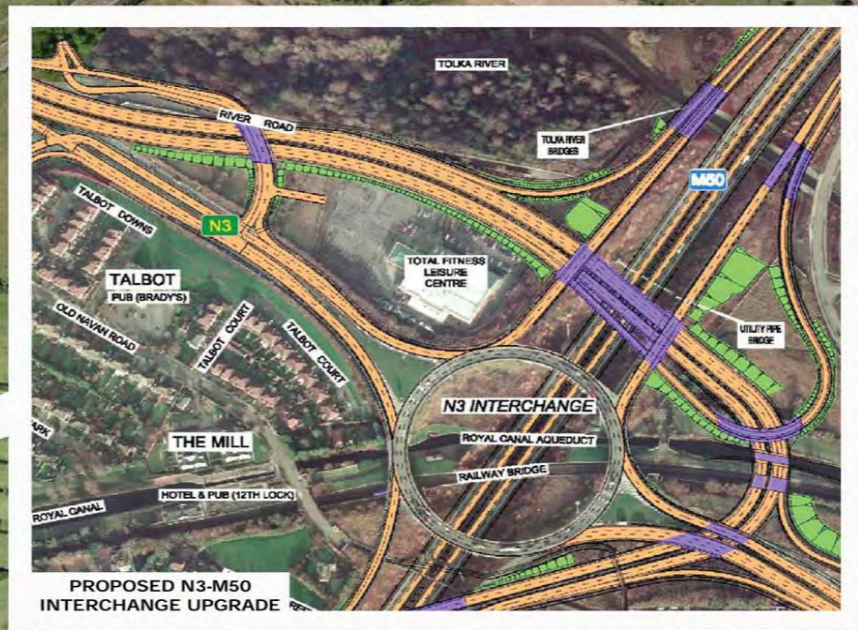 TOLKA RIVER
RIVER ROAD
TOLKA RIVER
BRIDGES
M50
N3
TALBOT DOWNS
TOTAL FITNESS
LEISURE
CENTRE
TALBOT
PUB (BRADY'S)
OLD NAVAN ROAD
TALBOT COURT
TALBOT COURT
UTILITY PIPE
BRIDGE
N3 INTERCHANGE
ARK
THE MILL
ROYAL CANAL AQUEDUCT
RAILWAY BRIDGE
HOTEL & PUB (12TH LOCK)
ROYAL CANAL
PROPOSED N3-M50
INTERCHANGE UPGRADE